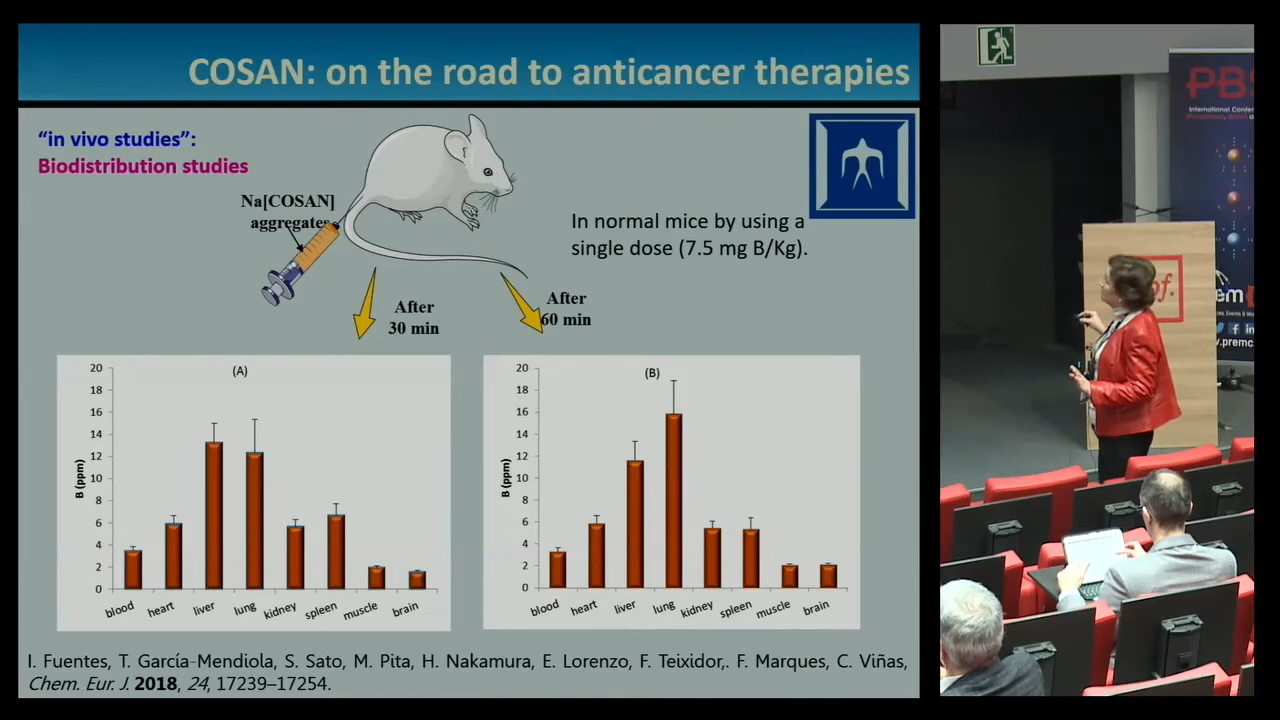 COSAN: on the road to anticancer therapies
“in vivo studies”:
Biodistribution studies
Na[COSAN]
aggregates
In normal mice by using a
single dose (7.5 mg B/Kg).
After
30 min
After
60 min
(A)
20
18
16
14
12
10
8
6
4
2
0
B (ppm)
blood heart liver lung kidney spleen muscle brain
(B)
20
18
16
14
12
10
8
6
4
2
0
B (ppm)
blood heart liver lung kidney spleen muscle brain
I. Fuentes, T. García-Mendiola, S. Sato, M. Pita, H. Nakamura, E. Lorenzo, F. Teixidor,. F. Marques, C. Viñas,
Chem. Eur. J. 2018, 24, 17239–17254.
PBS
International Confe
of.
em